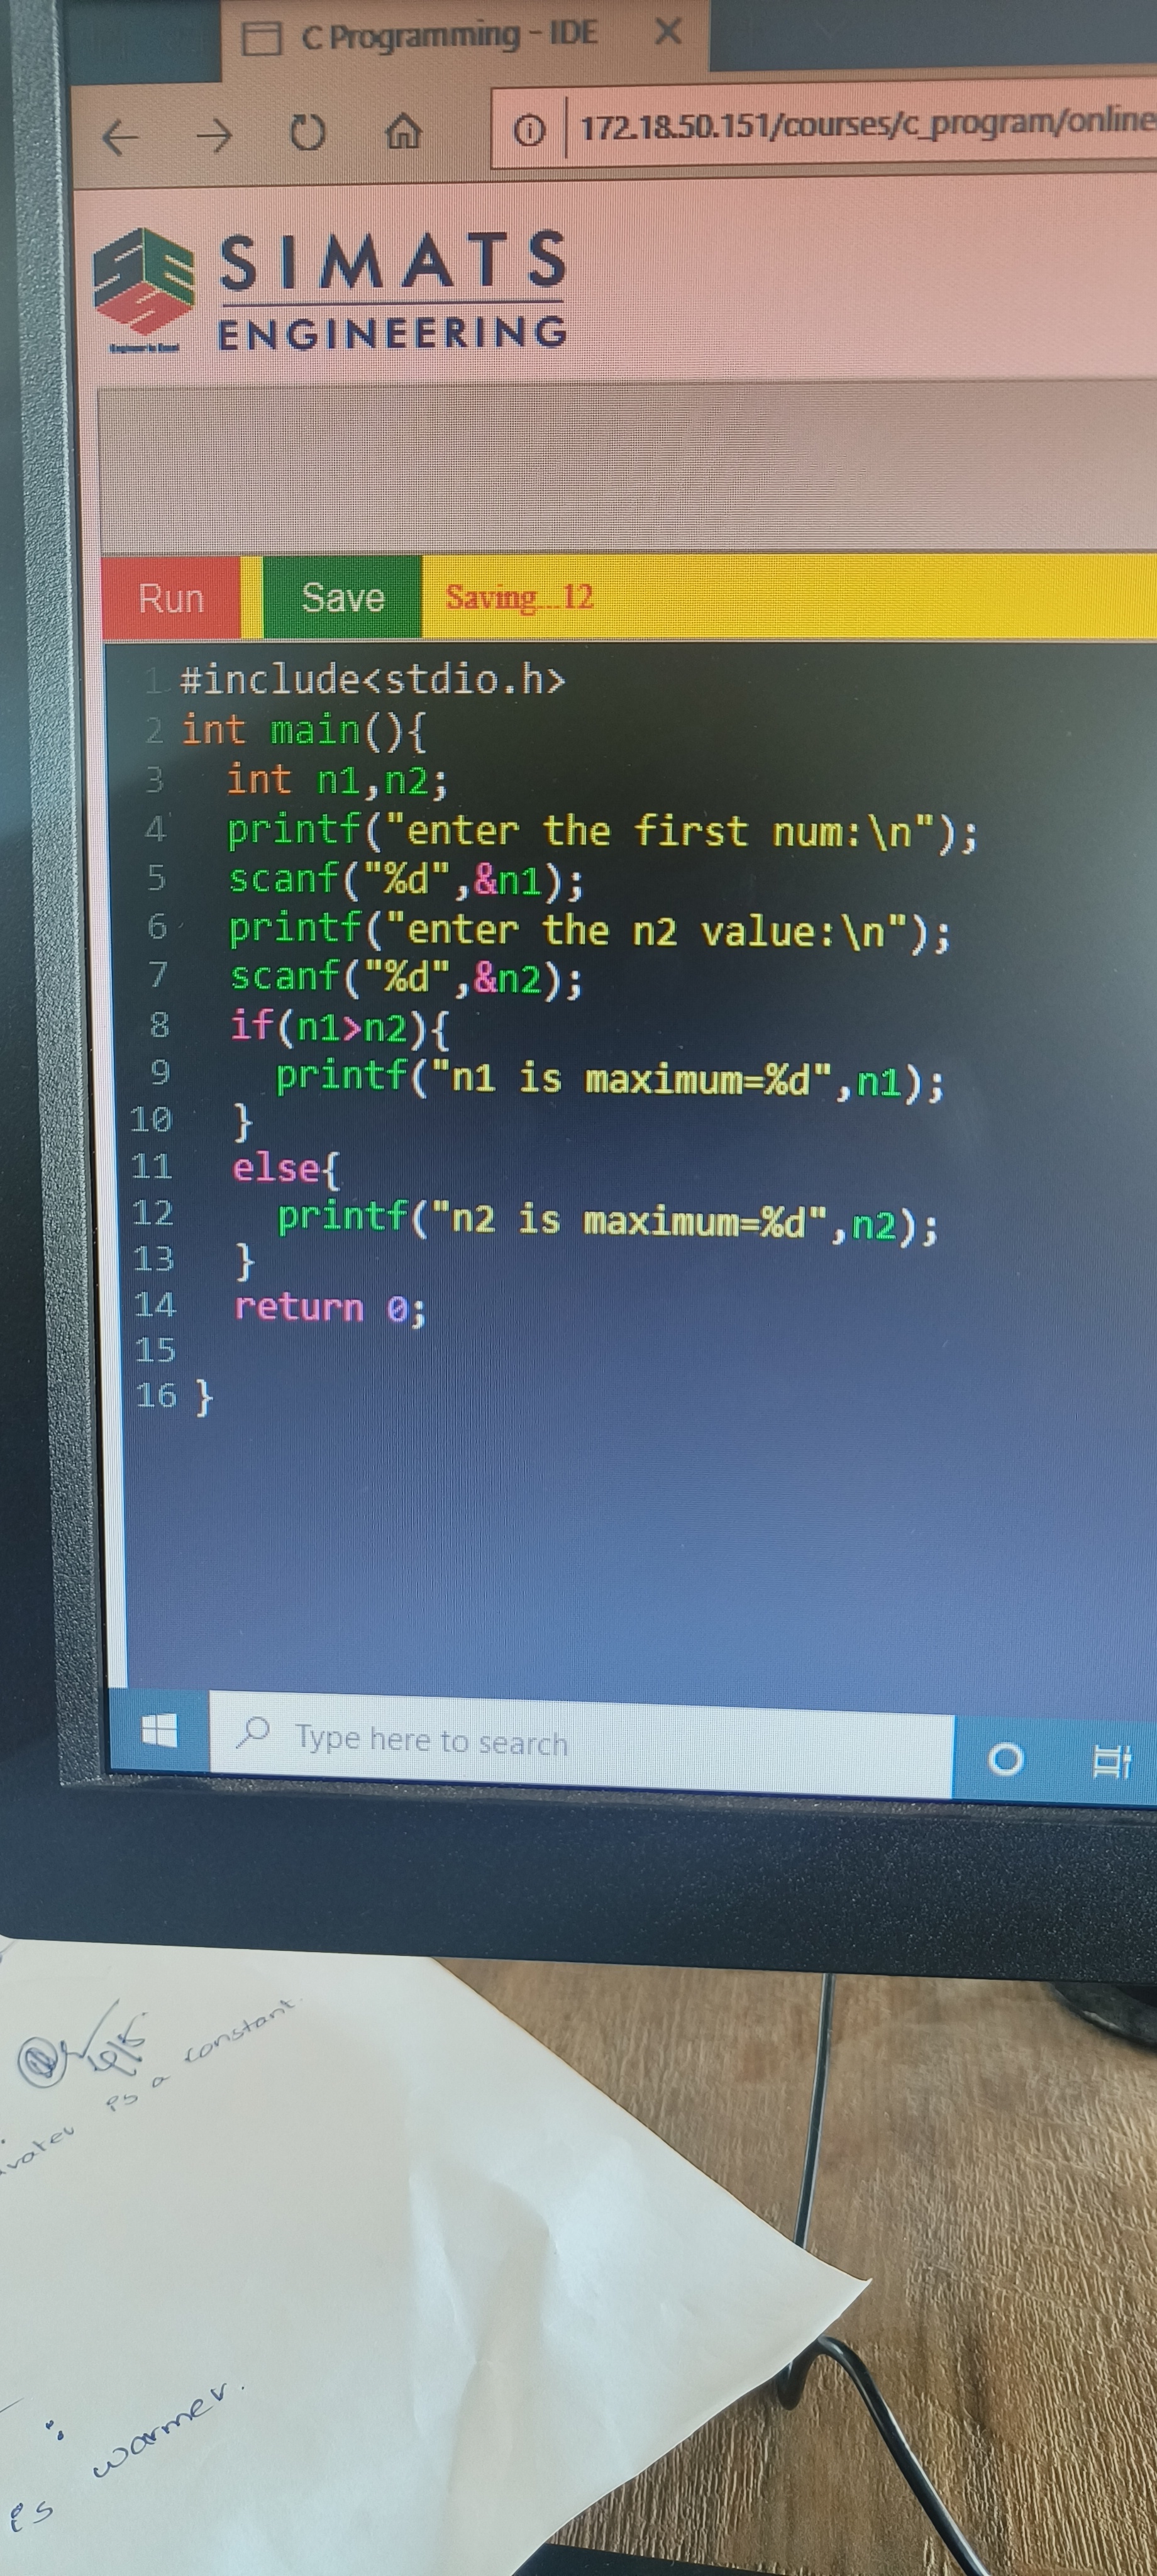 C Programming - IDE
172.18.50.151/courses/c_program/online
SIMATS
ENGINEERING
Run Save Saving...12
1 #include<stdio.h>
2 int main(){
3 int n1,n2;
4 printf("enter the first num:\n");
5 scanf("%d",&n1);
6 printf("enter the n2 value:\n");
7 scanf("%d",&n2);
8 if(n1>n2){
9 printf("n1 is maximum=%d",n1);
10 }
11 else{
12 printf("n2 is maximum=%d",n2);
13 }
14 return 0;
15
16 }
Type here to search
is a constant.
warmer.
is